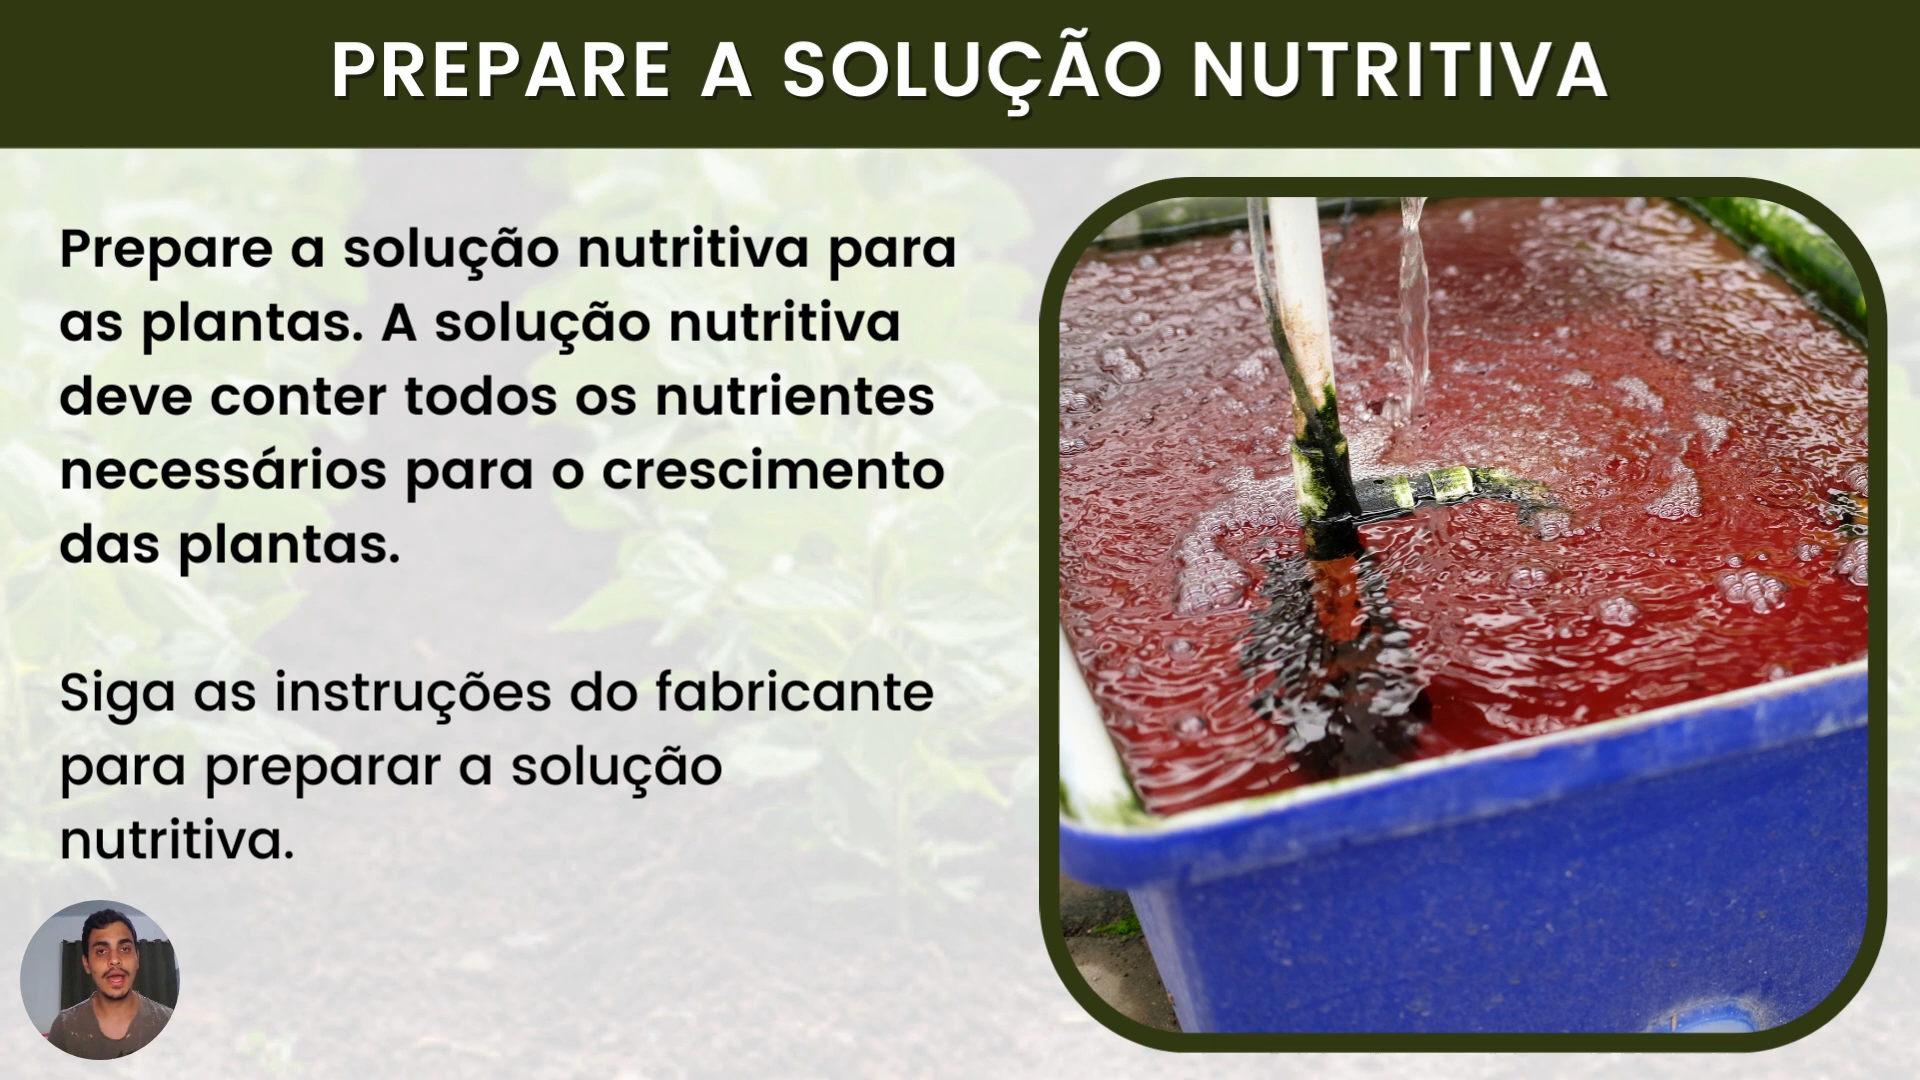 PREPARE A SOLUÇÃO NUTRITIVA
Prepare a solução nutritiva para
as plantas. A solução nutritiva
deve conter todos os nutrientes
necessários para o crescimento
das plantas.
Siga as instruções do fabricante
para preparar a solução
nutritiva.